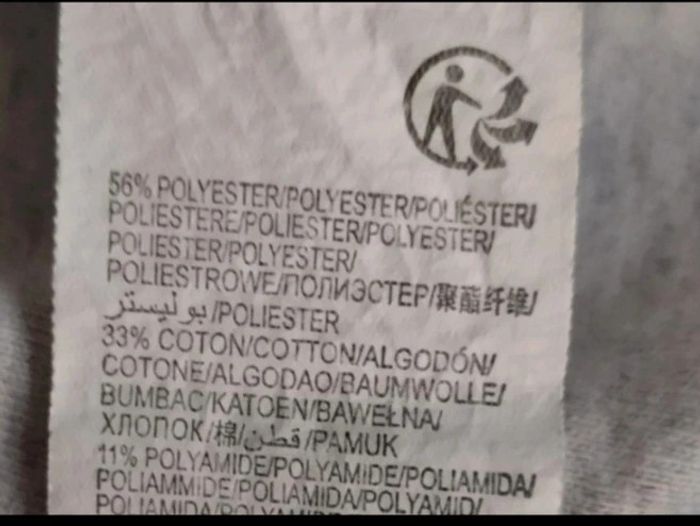 56% POLYESTER/POLYESTER/POLIÉSTER/
POLIESTERE/POLIESTER/POLYESTER/
POLIESTER/POLYESTER/
POLIESTROWE/ПОЛИЭСТЕР/聚酯纤维/
بوليستر/POLIESTER
33% COTON/COTTON/ALGODÓN/
COTONE/ALGODAO/BAUMWOLLE/
BUMBAC/KATOEN/BAWEŁNA/
ХЛОПОК/棉/قطن/PAMUK
11% POLYAMIDE/POLYAMIDE/POLIAMIDA/
POLIAMMIDE/POLIAMIDA/POLYAMID/
POLIAMIDA/POLYAMIDE/